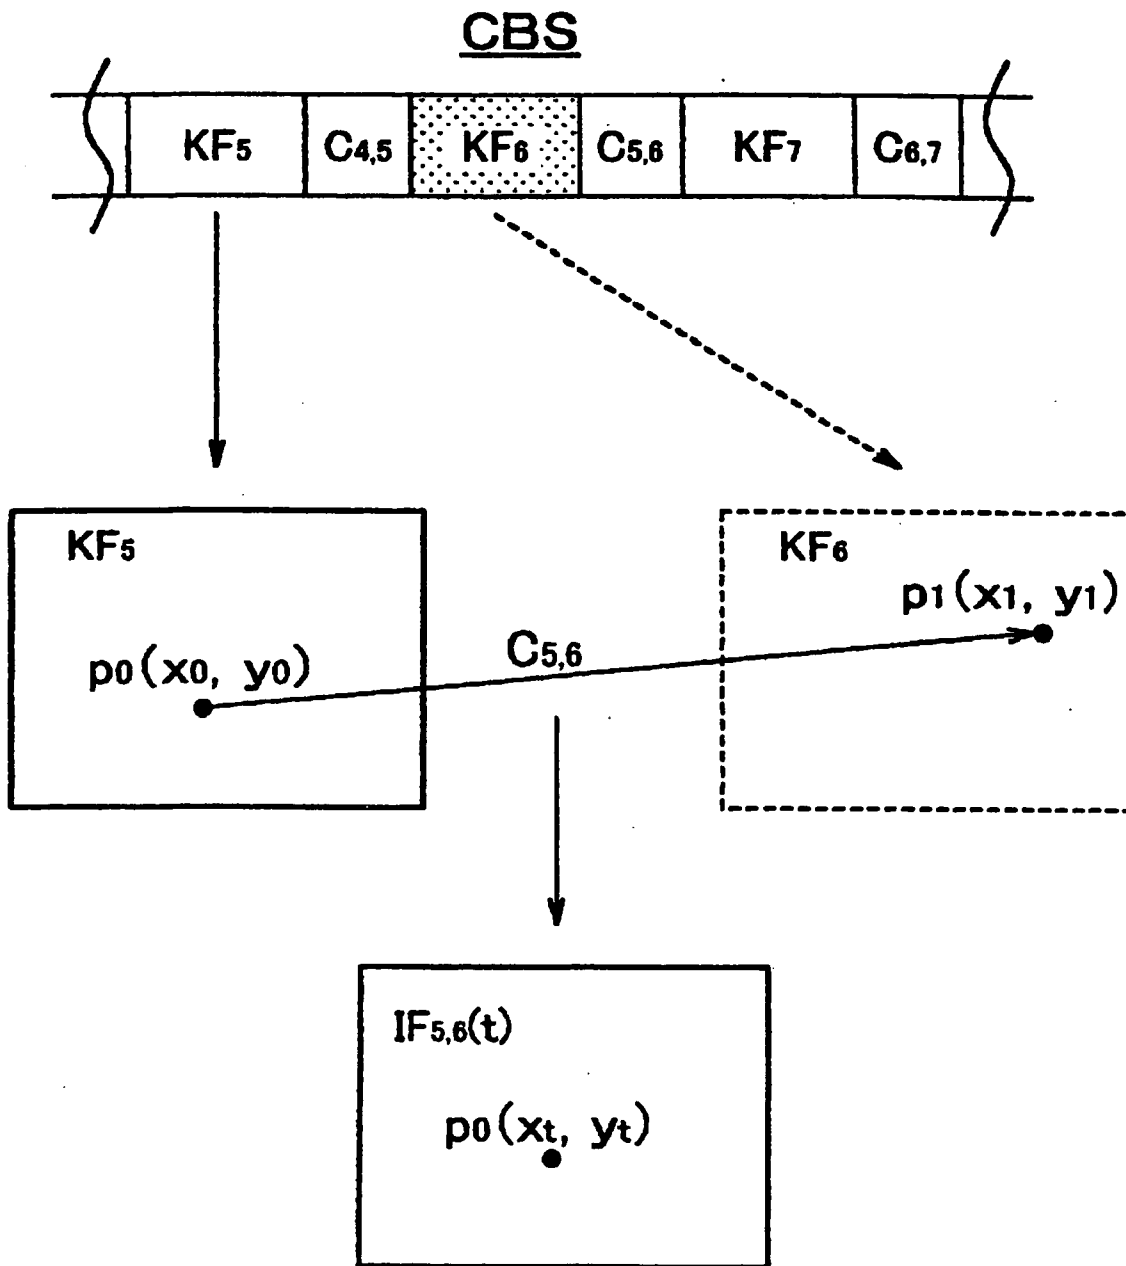 CBS
KF5 C4,5 KF6 C5,6 KF7 C6,7
KF5
KF6
p1(x1, y1)
C5,6
p0(x0, y0)
IF5,6(t)
p0(xt, yt)